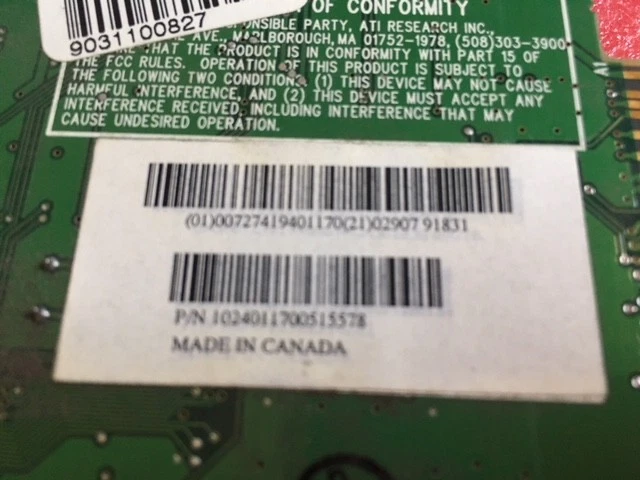 9031100827
OF CONFORMITY
RESPONSIBLE PARTY, ATI RESEARCH INC.,
AVE., MARLBOROUGH, MA 01752-1978, (508)303-3900
THAT THE PRODUCT IS IN CONFORMITY WITH PART 15 OF
THE FCC RULES. OPERATION OF THIS PRODUCT IS SUBJECT TO
THE FOLLOWING TWO CONDITIONS, (1) THIS DEVICE MAY NOT CAUSE
HARMFUL INTERFERENCE, AND (2) THIS DEVICE MUST ACCEPT ANY
INTERFERENCE RECEIVED, INCLUDING INTERFERENCE THAT MAY
CAUSE UNDESIRED OPERATION.
(01)00727419401170(21)02907 91831
P/N 1024011700515578
MADE IN CANADA